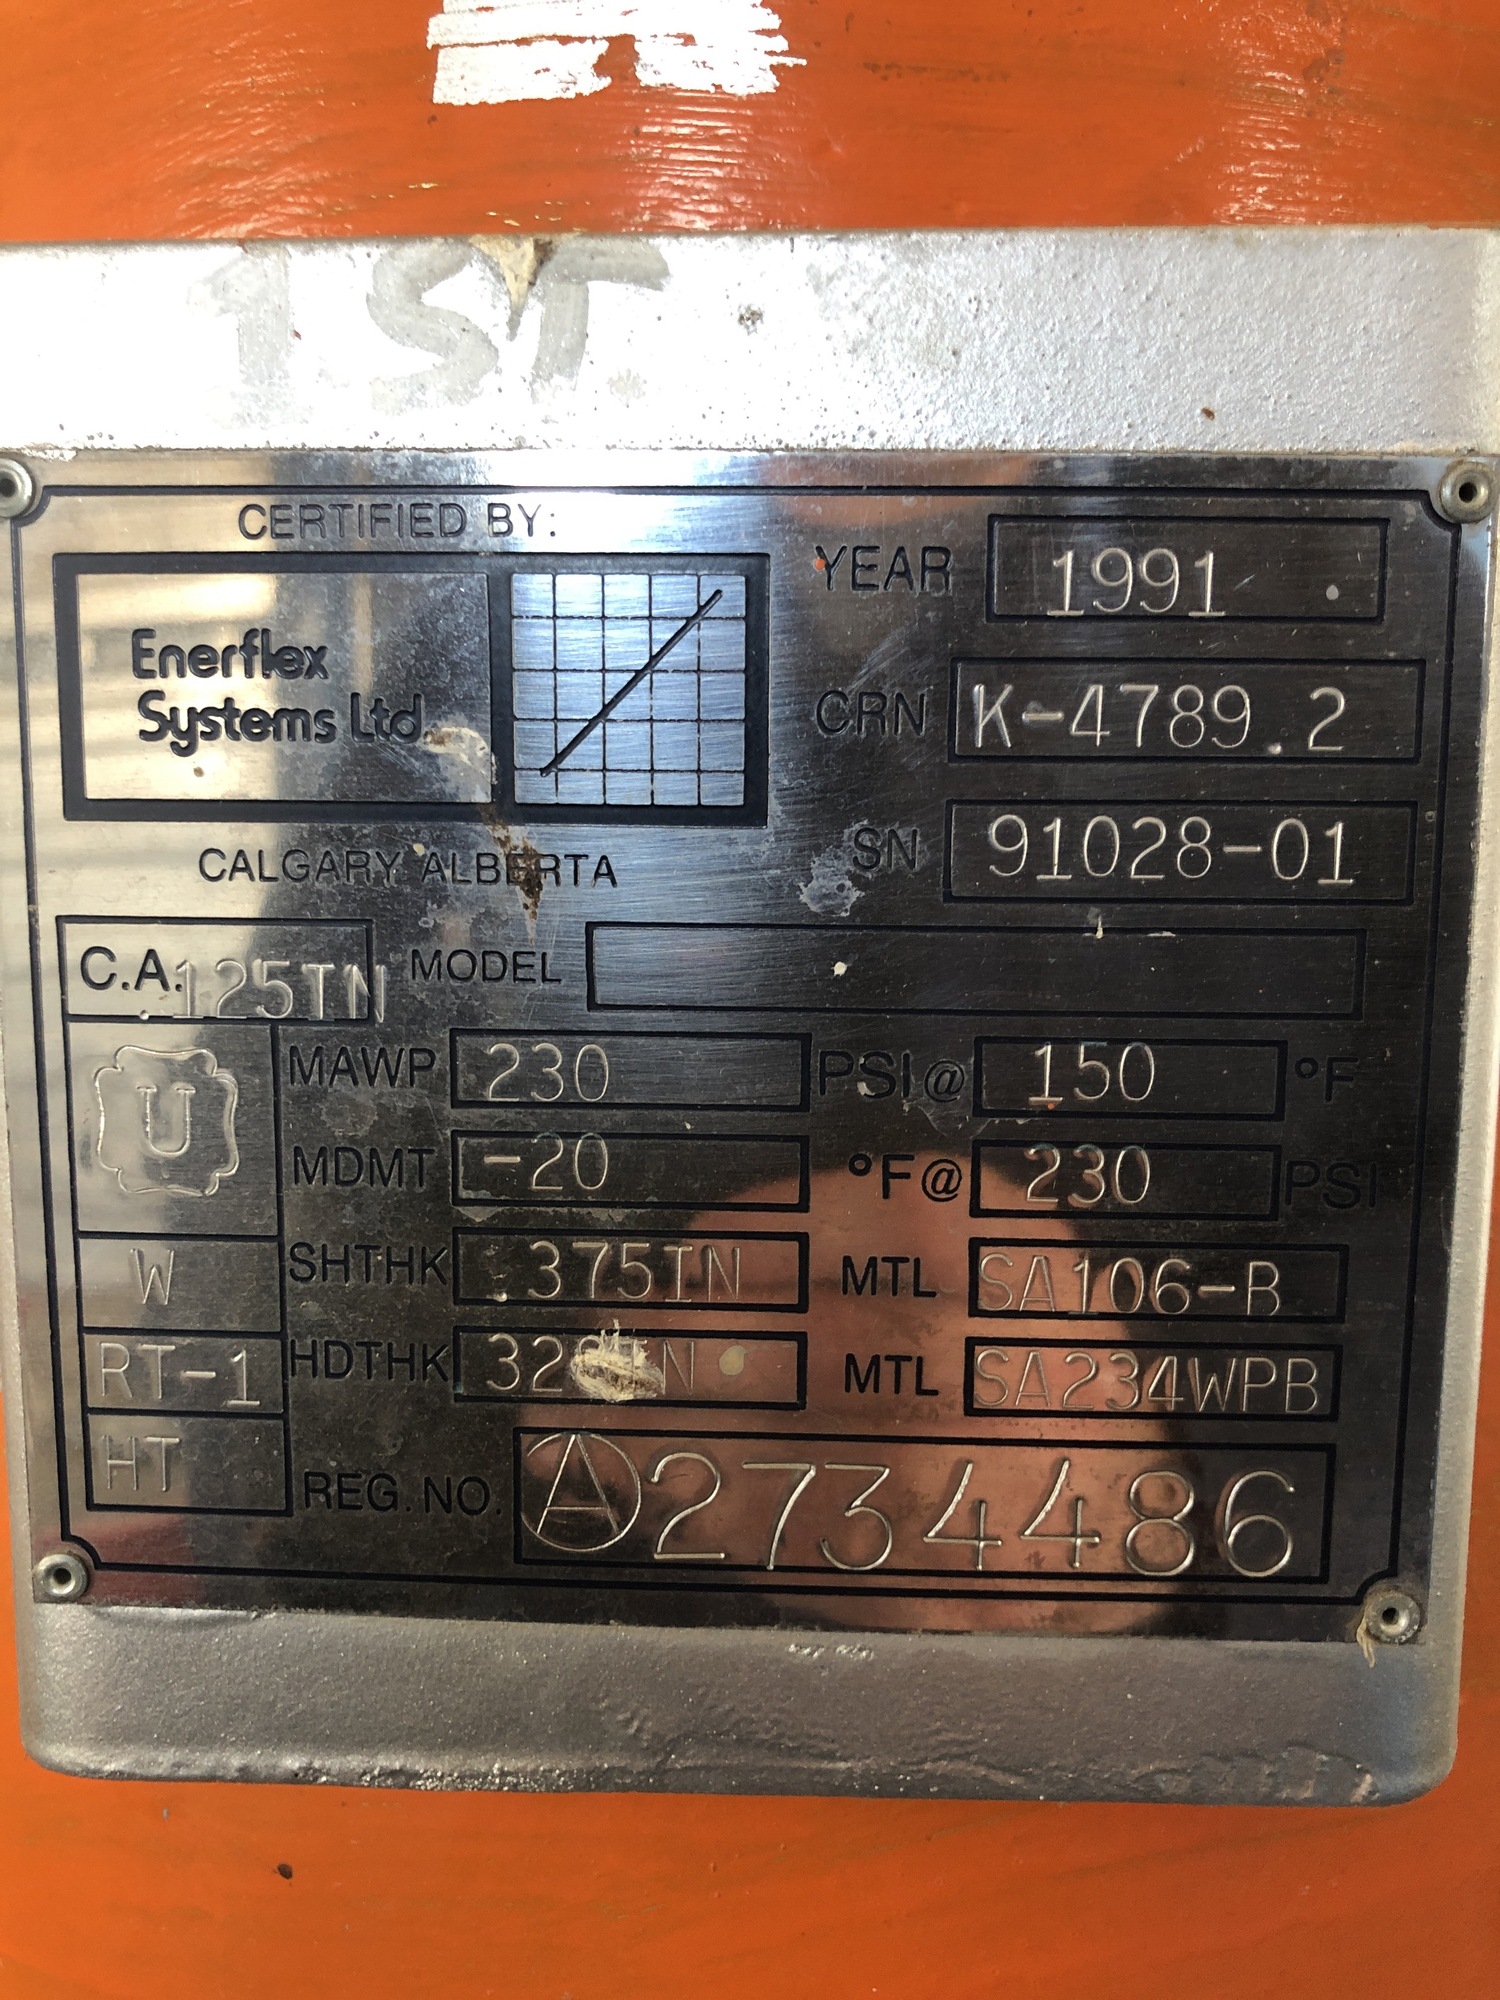 1ST
CERTIFIED BY:
Enerflex
Systems Ltd.
CALGARY ALBERTA
YEAR 1991
CRN K-4789.2
SN 91028-01
C.A. .125IN MODEL
U
MAWP 230 PSI@ 150 °F
MDMT -20 °F@ 230 PSI
W SHTHK .375IN MTL SA106-B
RT-1 HDTHK MTL SA234WPB
HT REG. NO. A2734486